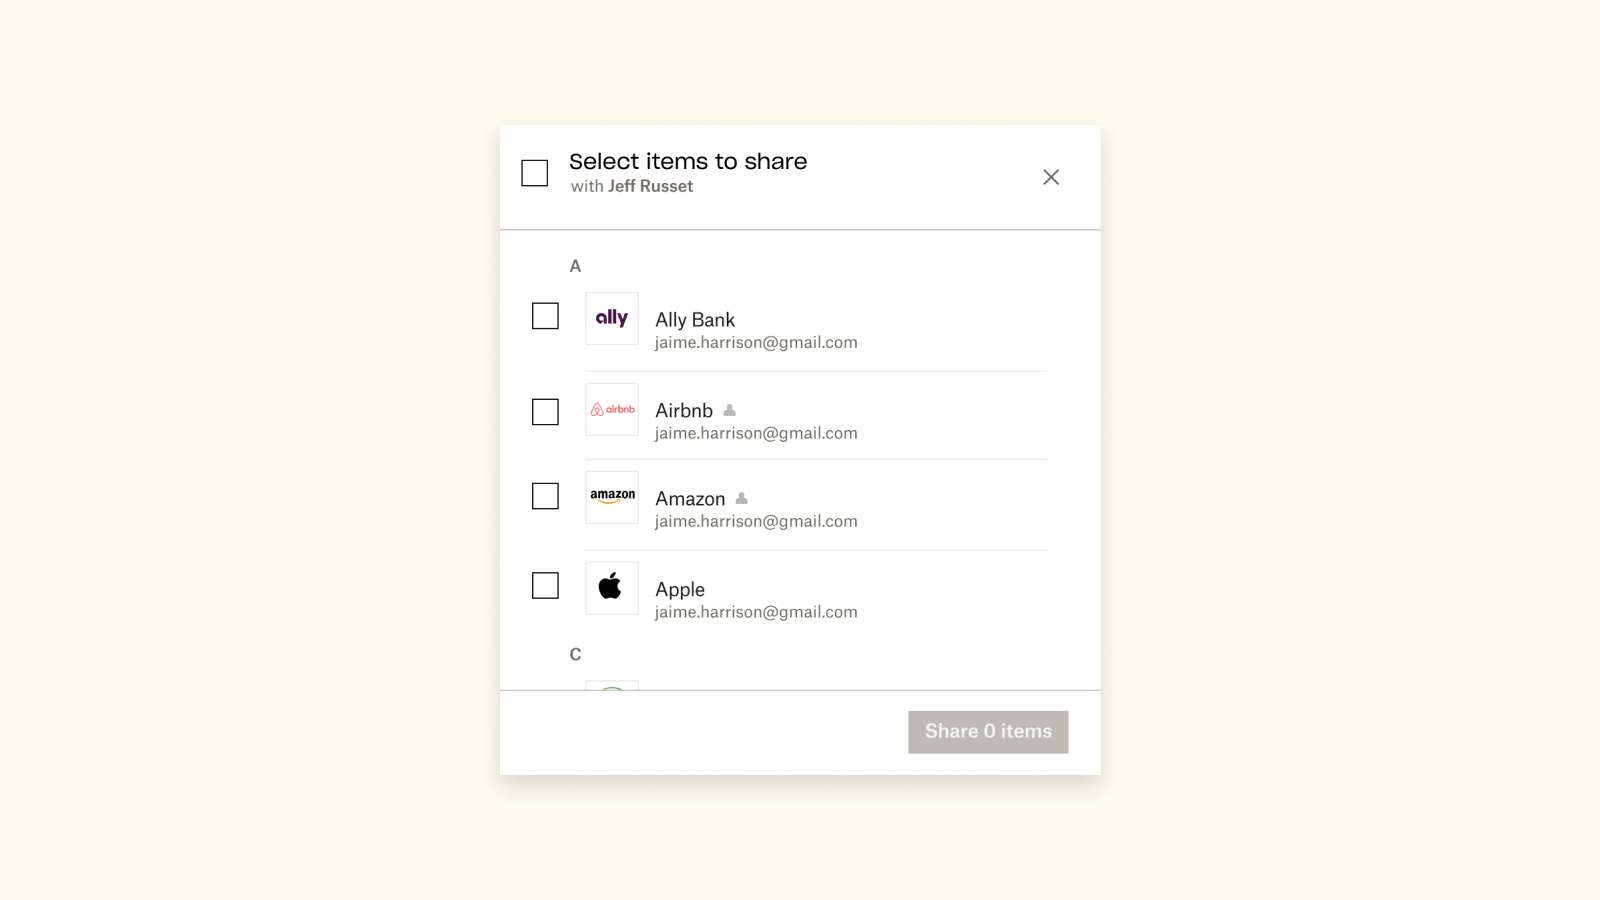 Select items to share
with Jeff Russet
A
ally
Ally Bank
jaime.harrison@gmail.com
airbnb
Airbnb
jaime.harrison@gmail.com
amazon
Amazon
jaime.harrison@gmail.com
Apple
jaime.harrison@gmail.com
C
Share 0 items